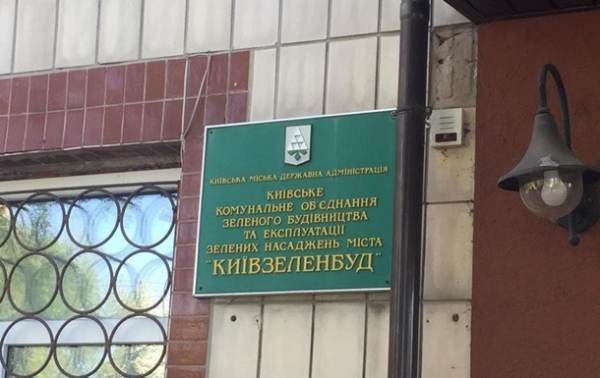 КИЇВСЬКА МІСЬКА ДЕРЖАВНА АДМІНІСТРАЦІЯ
КИЇВСЬКЕ
КОМУНАЛЬНЕ ОБ'ЄДНАННЯ
ЗЕЛЕНОГО БУДІВНИЦТВА
ТА ЕКСПЛУАТАЦІЇ
ЗЕЛЕНИХ НАСАДЖЕНЬ МІСТА
"КИЇВЗЕЛЕНБУД"